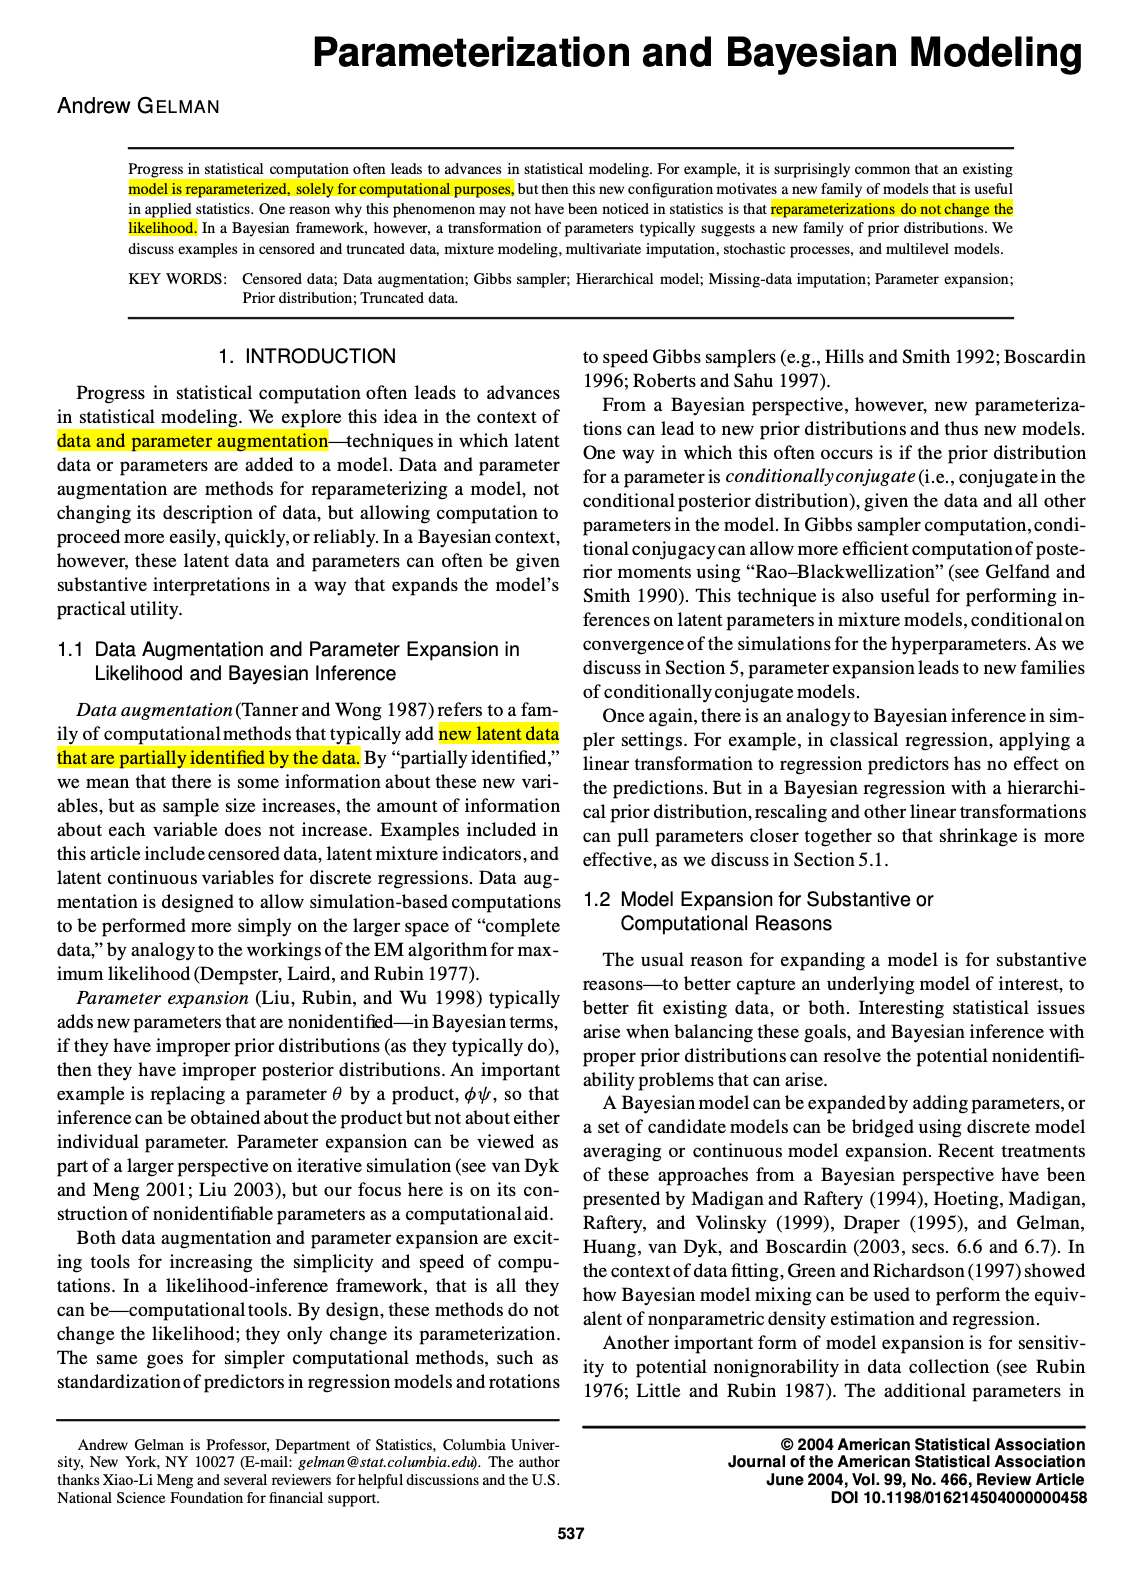 Parameterization and Bayesian Modeling
Andrew GELMAN
Progress in statistical computation often leads to advances in statistical modeling. For example, it is surprisingly common that an existing
model is reparameterized, solely for computational purposes, but then this new configuration motivates a new family of models that is useful
in applied statistics. One reason why this phenomenon may not have been noticed in statistics is that reparameterizations do not change the
likelihood. In a Bayesian framework, however, a transformation of parameters typically suggests a new family of prior distributions. We
discuss examples in censored and truncated data, mixture modeling, multivariate imputation, stochastic processes, and multilevel models.
KEY WORDS: Censored data; Data augmentation; Gibbs sampler; Hierarchical model; Missing-data imputation; Parameter expansion;
Prior distribution; Truncated data.
1. INTRODUCTION
Progress in statistical computation often leads to advances
in statistical modeling. We explore this idea in the context of
data and parameter augmentation—techniques in which latent
data or parameters are added to a model. Data and parameter
augmentation are methods for reparameterizing a model, not
changing its description of data, but allowing computation to
proceed more easily, quickly, or reliably. In a Bayesian context,
however, these latent data and parameters can often be given
substantive interpretations in a way that expands the model's
practical utility.
1.1 Data Augmentation and Parameter Expansion in
Likelihood and Bayesian Inference
Data augmentation (Tanner and Wong 1987) refers to a fam-
ily of computational methods that typically add new latent data
that are partially identified by the data. By “partially identified,”
we mean that there is some information about these new vari-
ables, but as sample size increases, the amount of information
about each variable does not increase. Examples included in
this article include censored data, latent mixture indicators, and
latent continuous variables for discrete regressions. Data aug-
mentation is designed to allow simulation-based computations
to be performed more simply on the larger space of “complete
data,” by analogy to the workings of the EM algorithm for max-
imum likelihood (Dempster, Laird, and Rubin 1977).
Parameter expansion (Liu, Rubin, and Wu 1998) typically
adds new parameters that are nonidentified—in Bayesian terms,
if they have improper prior distributions (as they typically do),
then they have improper posterior distributions. An important
example is replacing a parameter θ by a product, φψ, so that
inference can be obtained about the product but not about either
individual parameter. Parameter expansion can be viewed as
part of a larger perspective on iterative simulation (see van Dyk
and Meng 2001; Liu 2003), but our focus here is on its con-
struction of nonidentifiable parameters as a computational aid.
Both data augmentation and parameter expansion are excit-
ing tools for increasing the simplicity and speed of compu-
tations. In a likelihood-inference framework, that is all they
can be—computational tools. By design, these methods do not
change the likelihood; they only change its parameterization.
The same goes for simpler computational methods, such as
standardization of predictors in regression models and rotations
to speed Gibbs samplers (e.g., Hills and Smith 1992; Boscardin
1996; Roberts and Sahu 1997).
From a Bayesian perspective, however, new parameteriza-
tions can lead to new prior distributions and thus new models.
One way in which this often occurs is if the prior distribution
for a parameter is conditionally conjugate (i.e., conjugate in the
conditional posterior distribution), given the data and all other
parameters in the model. In Gibbs sampler computation, condi-
tional conjugacy can allow more efficient computation of poste-
rior moments using “Rao–Blackwellization” (see Gelfand and
Smith 1990). This technique is also useful for performing in-
ferences on latent parameters in mixture models, conditional on
convergence of the simulations for the hyperparameters. As we
discuss in Section 5, parameter expansion leads to new families
of conditionally conjugate models.
Once again, there is an analogy to Bayesian inference in sim-
pler settings. For example, in classical regression, applying a
linear transformation to regression predictors has no effect on
the predictions. But in a Bayesian regression with a hierarchi-
cal prior distribution, rescaling and other linear transformations
can pull parameters closer together so that shrinkage is more
effective, as we discuss in Section 5.1.
1.2 Model Expansion for Substantive or
Computational Reasons
The usual reason for expanding a model is for substantive
reasons—to better capture an underlying model of interest, to
better fit existing data, or both. Interesting statistical issues
arise when balancing these goals, and Bayesian inference with
proper prior distributions can resolve the potential nonidentifi-
ability problems that can arise.
A Bayesian model can be expanded by adding parameters, or
a set of candidate models can be bridged using discrete model
averaging or continuous model expansion. Recent treatments
of these approaches from a Bayesian perspective have been
presented by Madigan and Raftery (1994), Hoeting, Madigan,
Raftery, and Volinsky (1999), Draper (1995), and Gelman,
Huang, van Dyk, and Boscardin (2003, secs. 6.6 and 6.7). In
the context of data fitting, Green and Richardson (1997) showed
how Bayesian model mixing can be used to perform the equiv-
alent of nonparametric density estimation and regression.
Another important form of model expansion is for sensitiv-
ity to potential nonignorability in data collection (see Rubin
1976; Little and Rubin 1987). The additional parameters in
Andrew Gelman is Professor, Department of Statistics, Columbia Univer-
sity, New York, NY 10027 (E-mail: gelman@stat.columbia.edu). The author
thanks Xiao-Li Meng and several reviewers for helpful discussions and the U.S.
National Science Foundation for financial support.
© 2004 American Statistical Association
Journal of the American Statistical Association
June 2004, Vol. 99, No. 466, Review Article
DOI 10.1198/016214504000000458
537